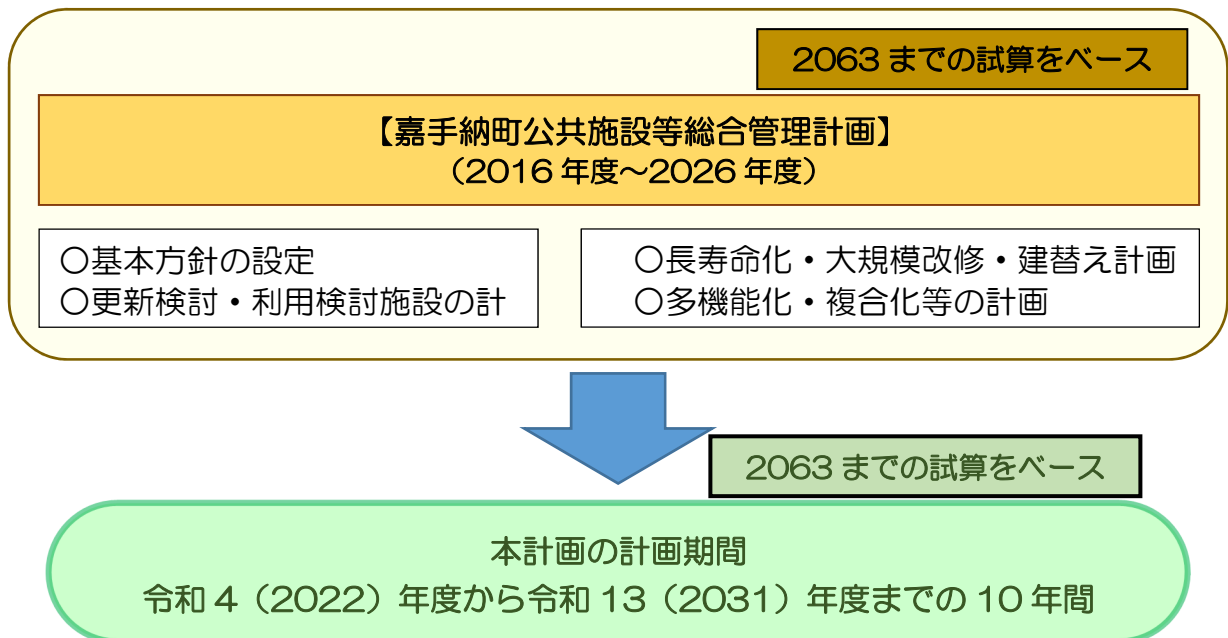 2063 までの試算をベース
【嘉手納町公共施設等総合管理計画】
（2016 年度～2026 年度）
〇基本方針の設定
〇更新検討・利用検討施設の計
〇長寿命化・大規模改修・建替え計画
〇多機能化・複合化等の計画
2063 までの試算をベース
本計画の計画期間
令和 4（2022）年度から令和 13（2031）年度までの 10 年間